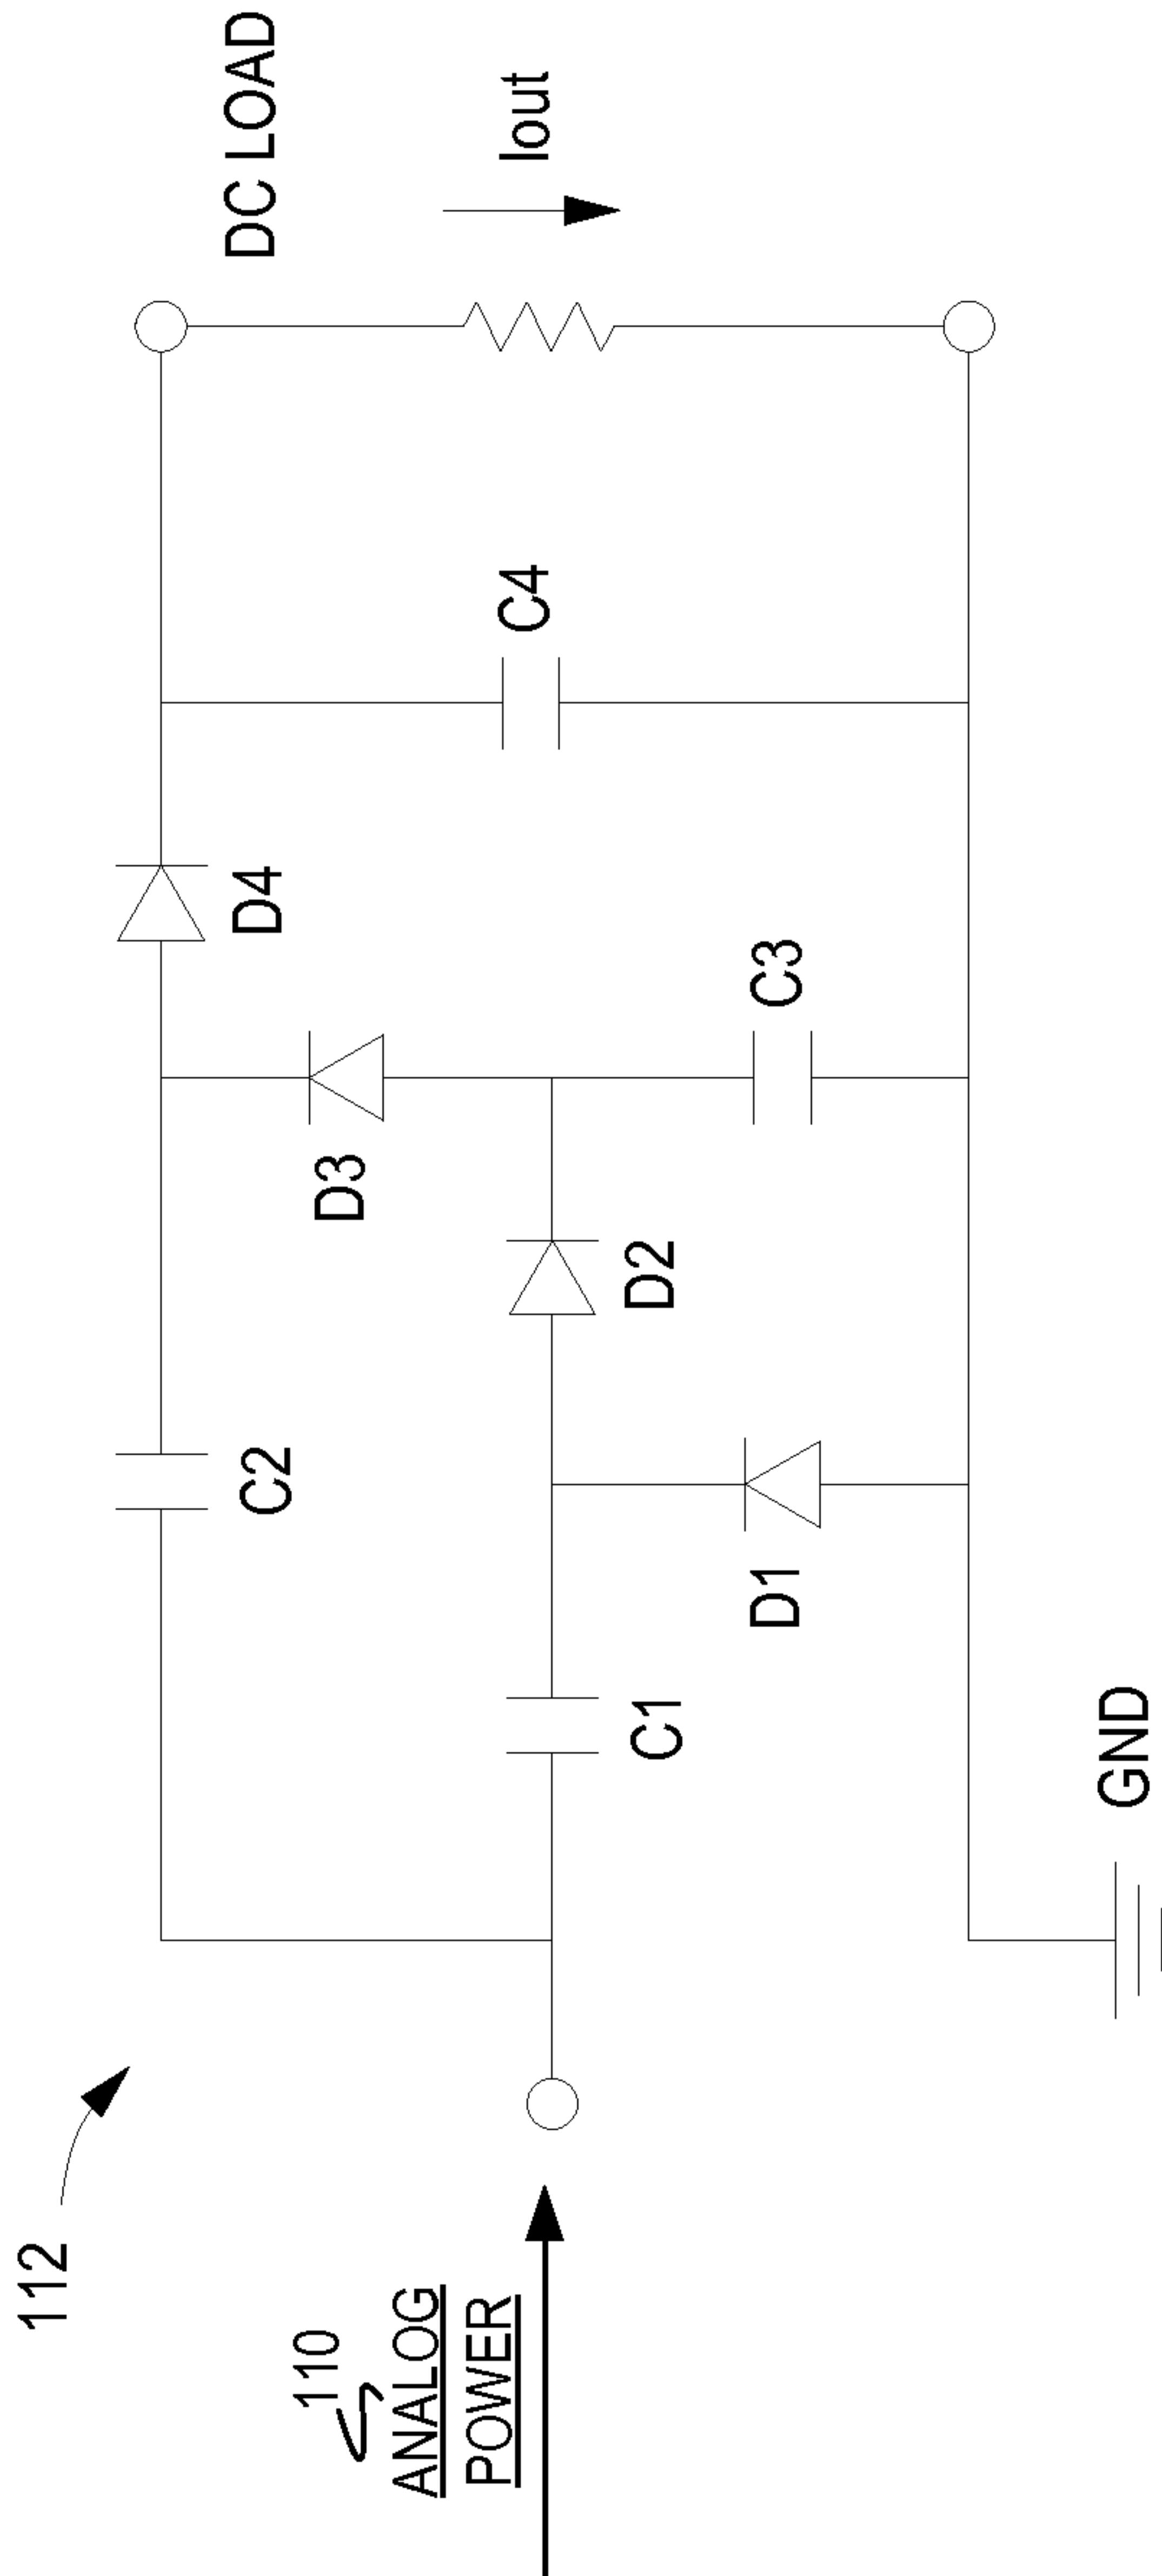 112
110
ANALOG
POWER
C2
C1
D1
GND
D3
D2
D4
C3
C4
DC LOAD
Iout